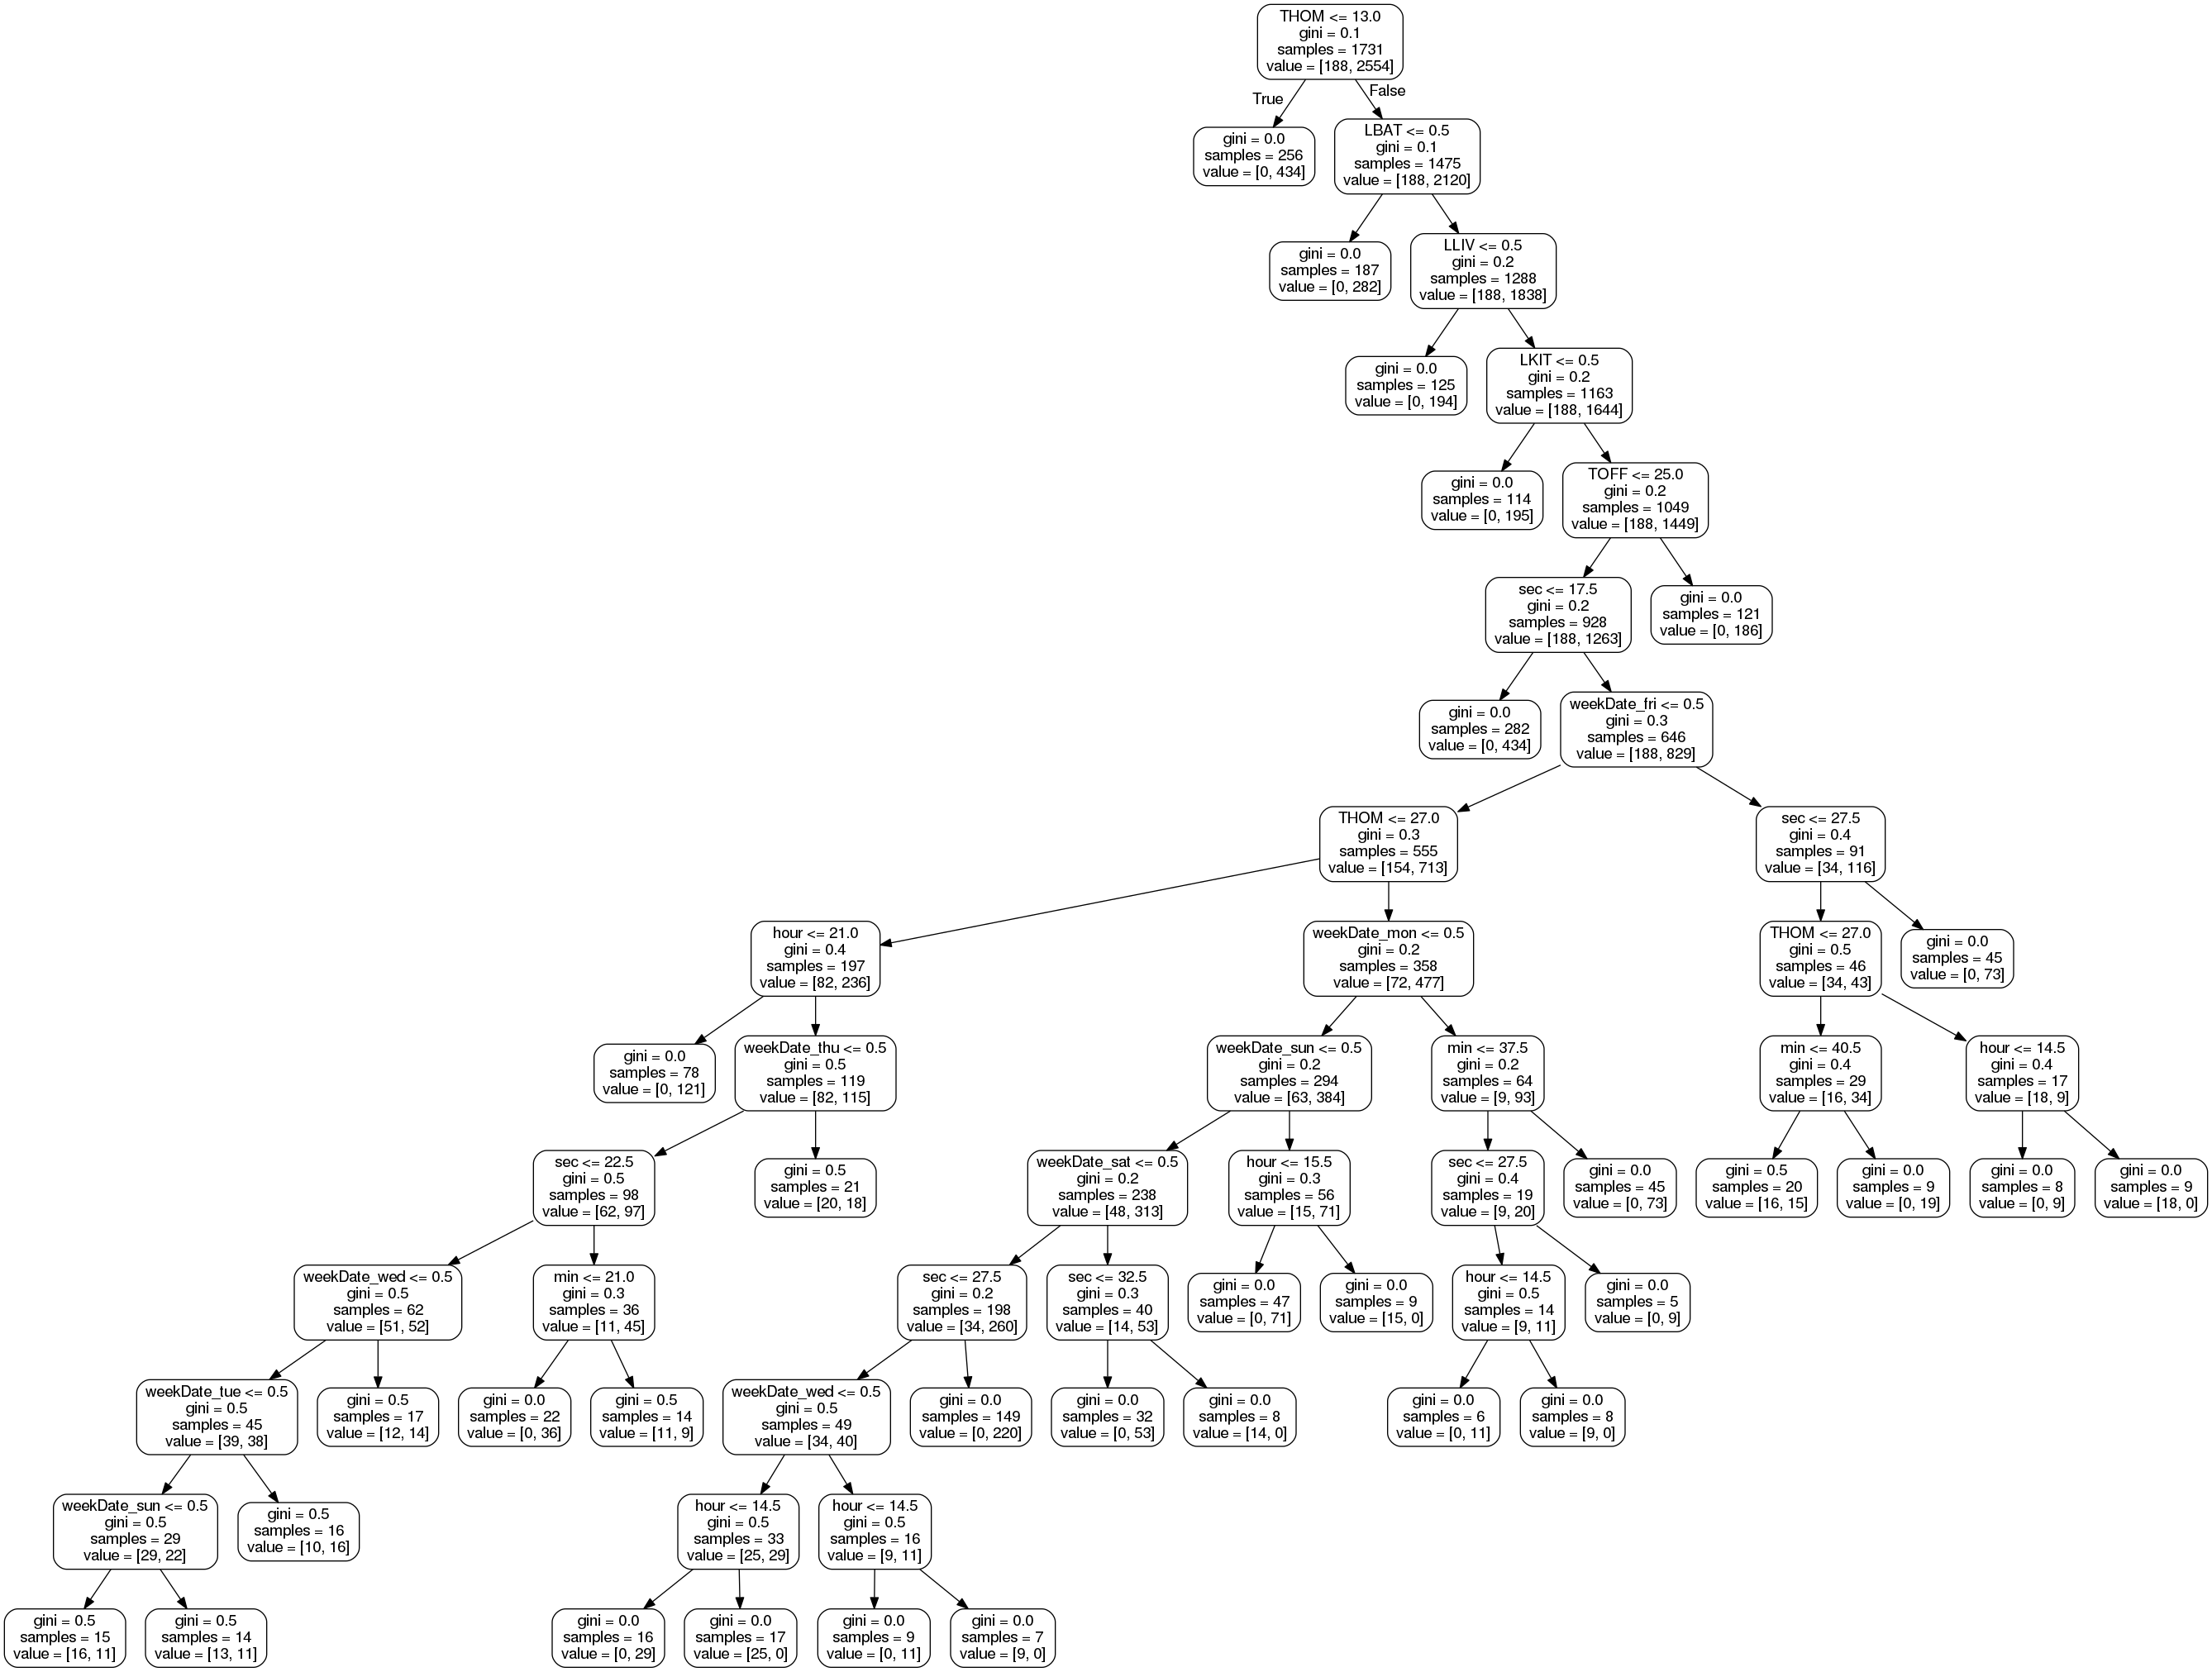 THOM <= 13.0
gini = 0.1
samples = 1731
value = [188, 2554]
True
False
gini = 0.0
samples = 256
value = [0, 434]
LBAT <= 0.5
gini = 0.1
samples = 1475
value = [188, 2120]
gini = 0.0
samples = 187
value = [0, 282]
LLIV <= 0.5
gini = 0.2
samples = 1288
value = [188, 1838]
gini = 0.0
samples = 125
value = [0, 194]
LKIT <= 0.5
gini = 0.2
samples = 1163
value = [188, 1644]
gini = 0.0
samples = 114
value = [0, 195]
TOFF <= 25.0
gini = 0.2
samples = 1049
value = [188, 1449]
sec <= 17.5
gini = 0.2
samples = 928
value = [188, 1263]
gini = 0.0
samples = 121
value = [0, 186]
gini = 0.0
samples = 282
value = [0, 434]
weekDate_fri <= 0.5
gini = 0.3
samples = 646
value = [188, 829]
THOM <= 27.0
gini = 0.3
samples = 555
value = [154, 713]
sec <= 27.5
gini = 0.4
samples = 91
value = [34, 116]
hour <= 21.0
gini = 0.4
samples = 197
value = [82, 236]
weekDate_mon <= 0.5
gini = 0.2
samples = 358
value = [72, 477]
THOM <= 27.0
gini = 0.5
samples = 46
value = [34, 43]
gini = 0.0
samples = 45
value = [0, 73]
gini = 0.0
samples = 78
value = [0, 121]
weekDate_thu <= 0.5
gini = 0.5
samples = 119
value = [82, 115]
weekDate_sun <= 0.5
gini = 0.2
samples = 294
value = [63, 384]
min <= 37.5
gini = 0.2
samples = 64
value = [9, 93]
min <= 40.5
gini = 0.4
samples = 29
value = [16, 34]
hour <= 14.5
gini = 0.4
samples = 17
value = [18, 9]
sec <= 22.5
gini = 0.5
samples = 98
value = [62, 97]
gini = 0.5
samples = 21
value = [20, 18]
weekDate_sat <= 0.5
gini = 0.2
samples = 238
value = [48, 313]
hour <= 15.5
gini = 0.3
samples = 56
value = [15, 71]
sec <= 27.5
gini = 0.4
samples = 19
value = [9, 20]
gini = 0.0
samples = 45
value = [0, 73]
gini = 0.5
samples = 20
value = [16, 15]
gini = 0.0
samples = 9
value = [0, 19]
gini = 0.0
samples = 8
value = [0, 9]
gini = 0.0
samples = 9
value = [18, 0]
weekDate_wed <= 0.5
gini = 0.5
samples = 62
value = [51, 52]
min <= 21.0
gini = 0.3
samples = 36
value = [11, 45]
sec <= 27.5
gini = 0.2
samples = 198
value = [34, 260]
sec <= 32.5
gini = 0.3
samples = 40
value = [14, 53]
gini = 0.0
samples = 47
value = [0, 71]
gini = 0.0
samples = 9
value = [15, 0]
hour <= 14.5
gini = 0.5
samples = 14
value = [9, 11]
gini = 0.0
samples = 5
value = [0, 9]
weekDate_tue <= 0.5
gini = 0.5
samples = 45
value = [39, 38]
gini = 0.5
samples = 17
value = [12, 14]
gini = 0.0
samples = 22
value = [0, 36]
gini = 0.5
samples = 14
value = [11, 9]
weekDate_wed <= 0.5
gini = 0.5
samples = 49
value = [34, 40]
gini = 0.0
samples = 149
value = [0, 220]
gini = 0.0
samples = 32
value = [0, 53]
gini = 0.0
samples = 8
value = [14, 0]
gini = 0.0
samples = 6
value = [0, 11]
gini = 0.0
samples = 8
value = [9, 0]
weekDate_sun <= 0.5
gini = 0.5
samples = 29
value = [29, 22]
gini = 0.5
samples = 16
value = [10, 16]
hour <= 14.5
gini = 0.5
samples = 33
value = [25, 29]
hour <= 14.5
gini = 0.5
samples = 16
value = [9, 11]
gini = 0.5
samples = 15
value = [16, 11]
gini = 0.5
samples = 14
value = [13, 11]
gini = 0.0
samples = 16
value = [0, 29]
gini = 0.0
samples = 17
value = [25, 0]
gini = 0.0
samples = 9
value = [0, 11]
gini = 0.0
samples = 7
value = [9, 0]